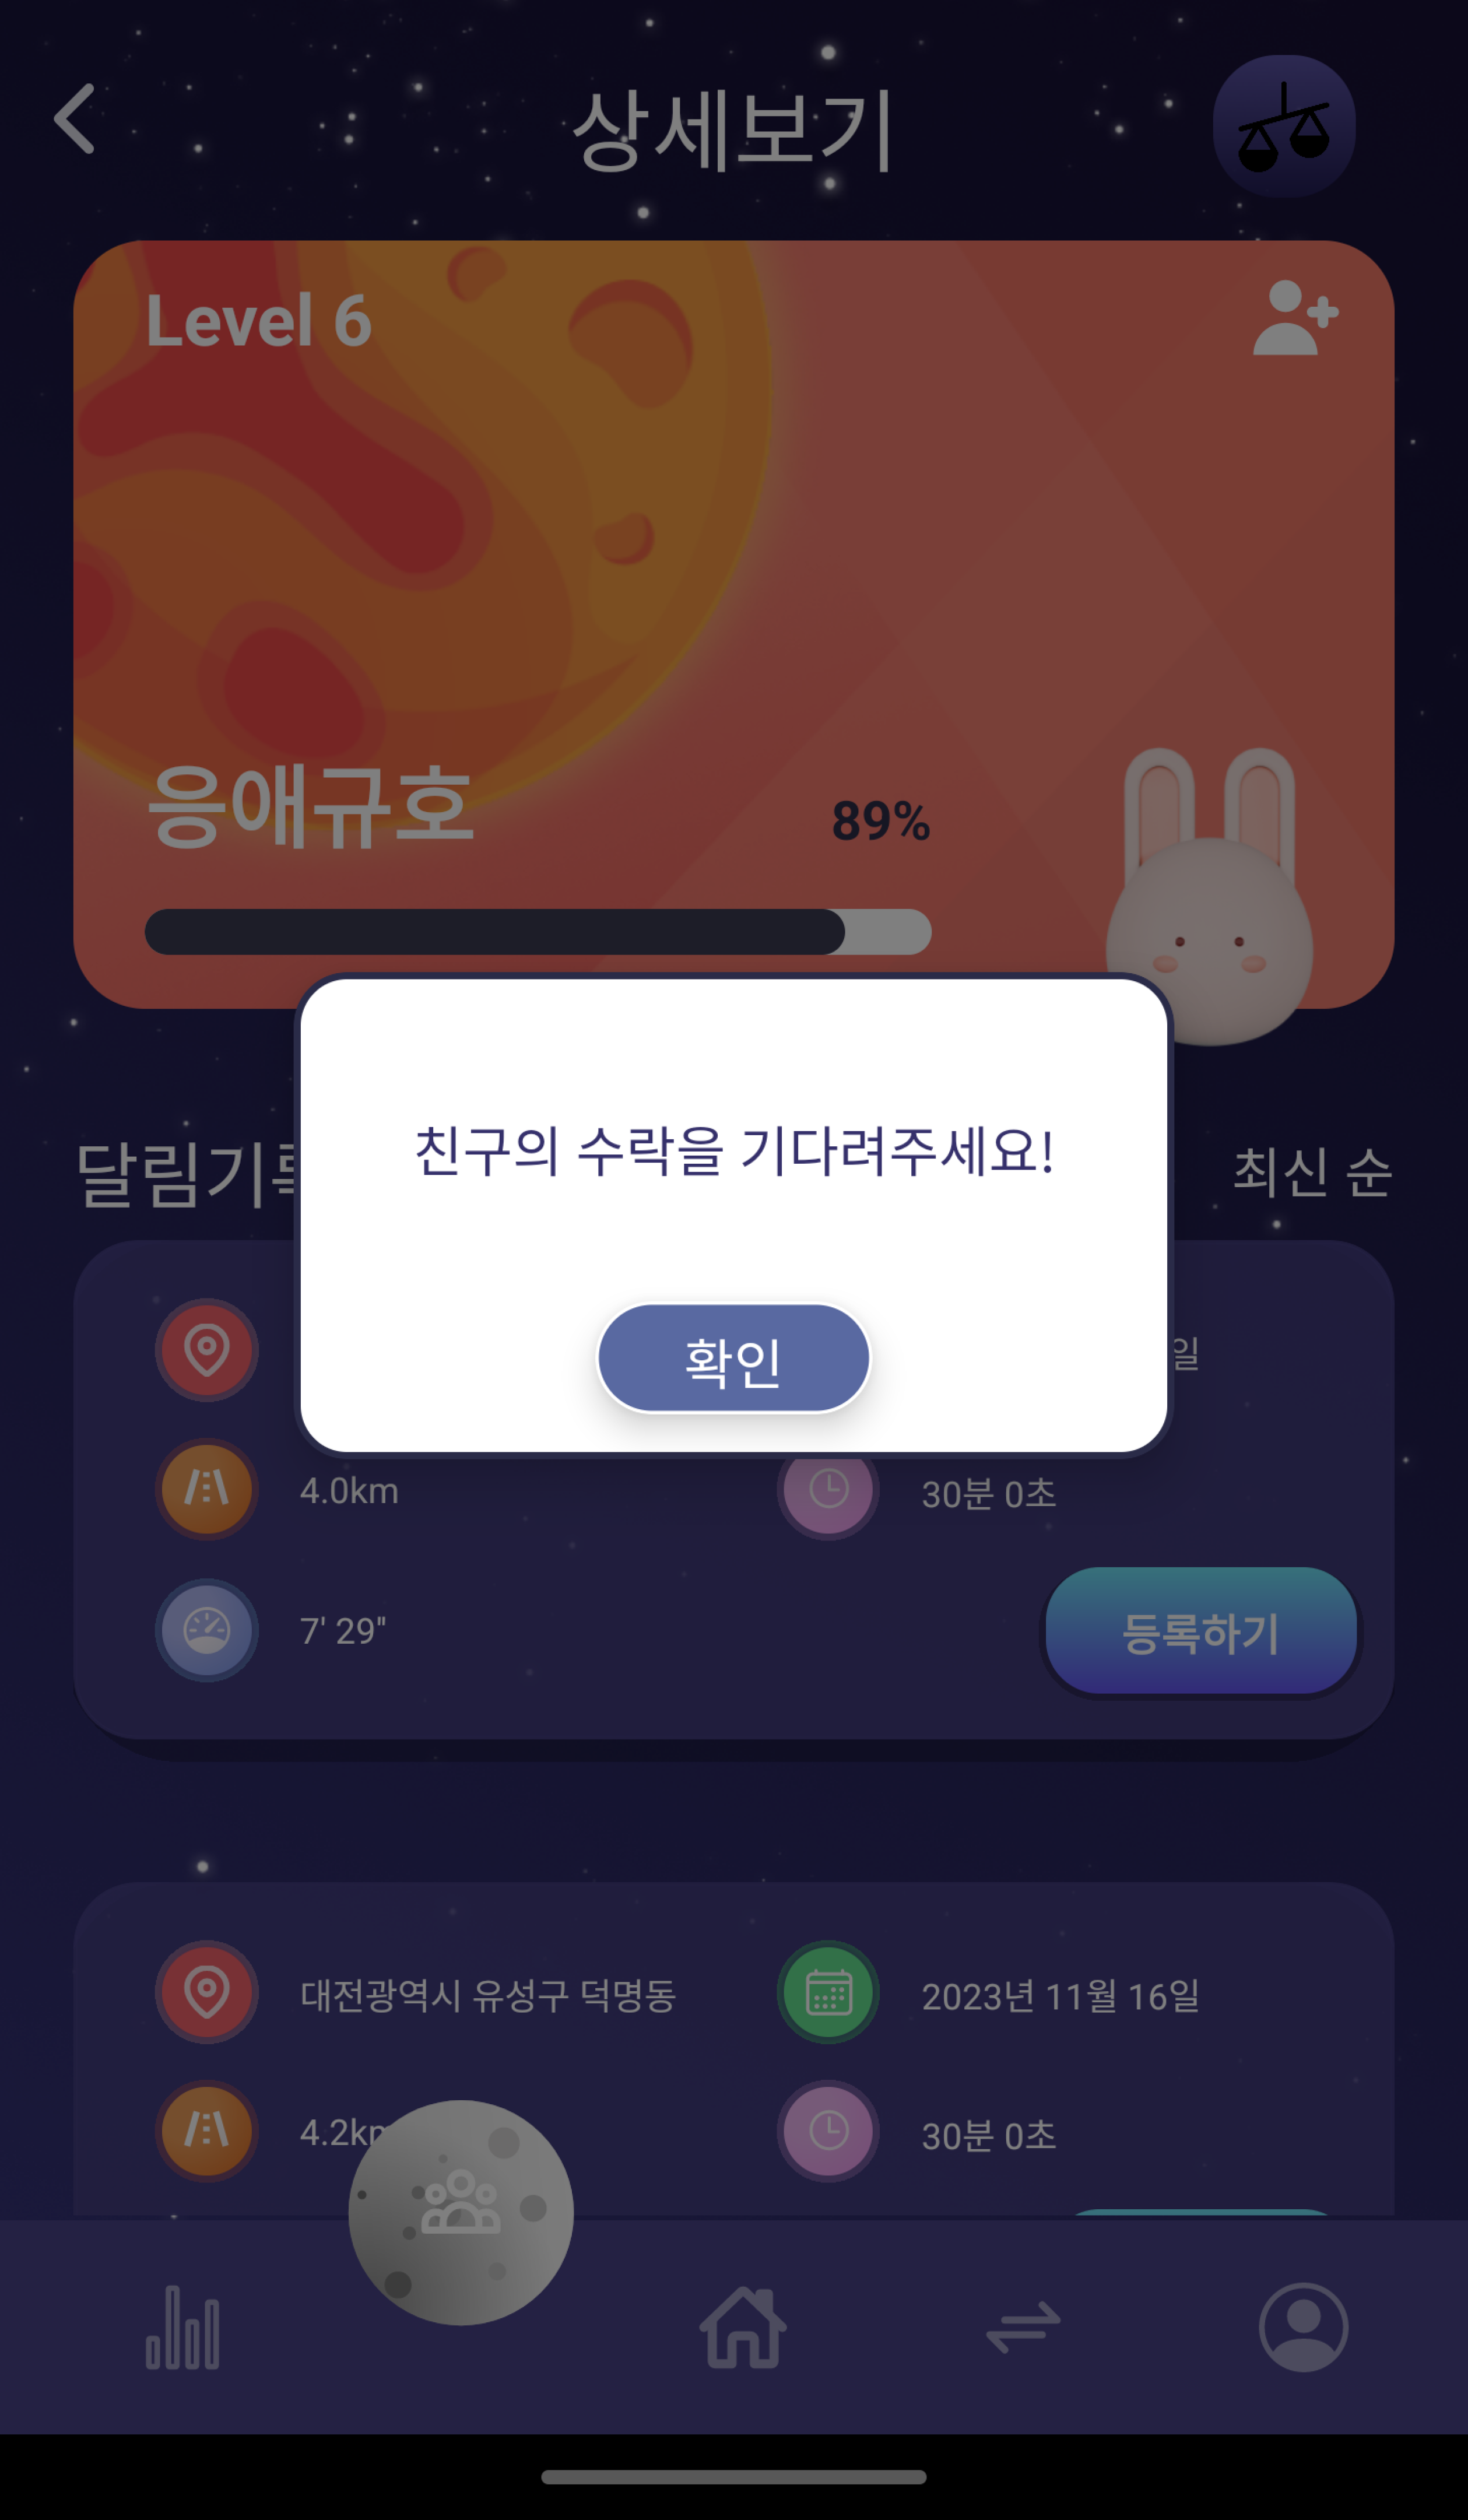 상세보기
Level 6
응애규호
89%
달림기
최신 순
친구의 수락을 기다려주세요!
확인
일
4.0km
30분 0초
7' 29"
등록하기
대전광역시 유성구 덕명동
2023년 11월 16일
4.2km
30분 0초